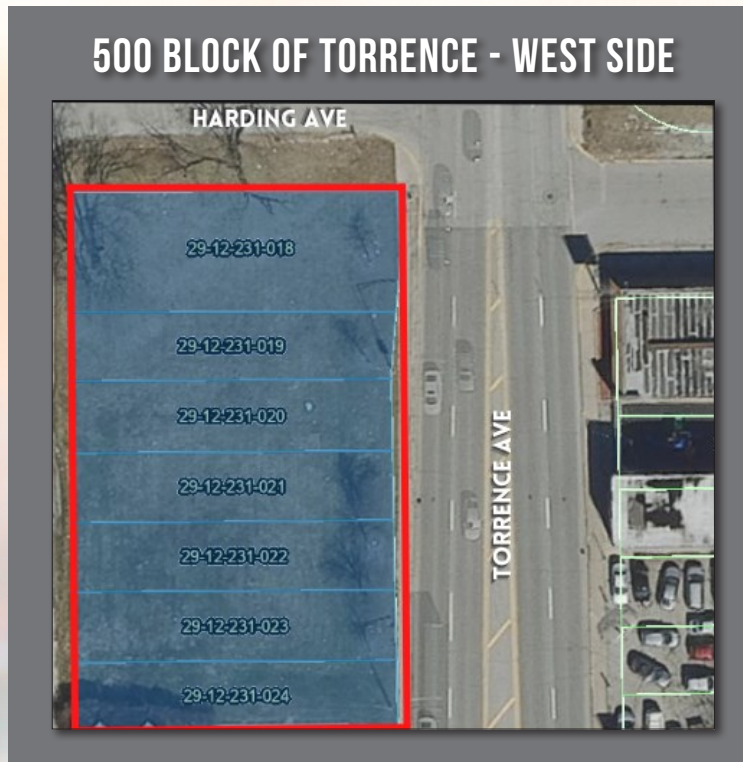 500 BLOCK OF TORRENCE - WEST SIDE
HARDING AVE
29-12-231-018
29-12-231-019
29-12-231-020
29-12-231-021
29-12-231-022
29-12-231-023
29-12-231-024
TORRENCE AVE